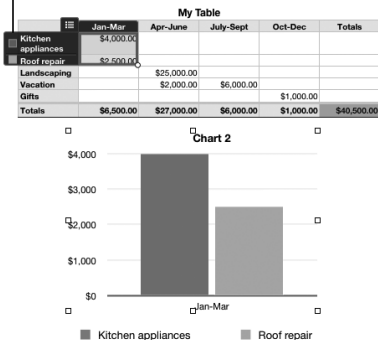 My Table
Jan-Mar Apr-June July-Sept Oct-Dec Totals
Kitchen appliances $4,000.00
Roof repair $2,500.00
Landscaping $25,000.00
Vacation $2,000.00 $6,000.00
Gifts $1,000.00
Totals $6,500.00 $27,000.00 $6,000.00 $1,000.00 $40,500.00
Chart 2
$4,000
$3,000
$2,000
$1,000
$0
Jan-Mar
Kitchen appliances Roof repair